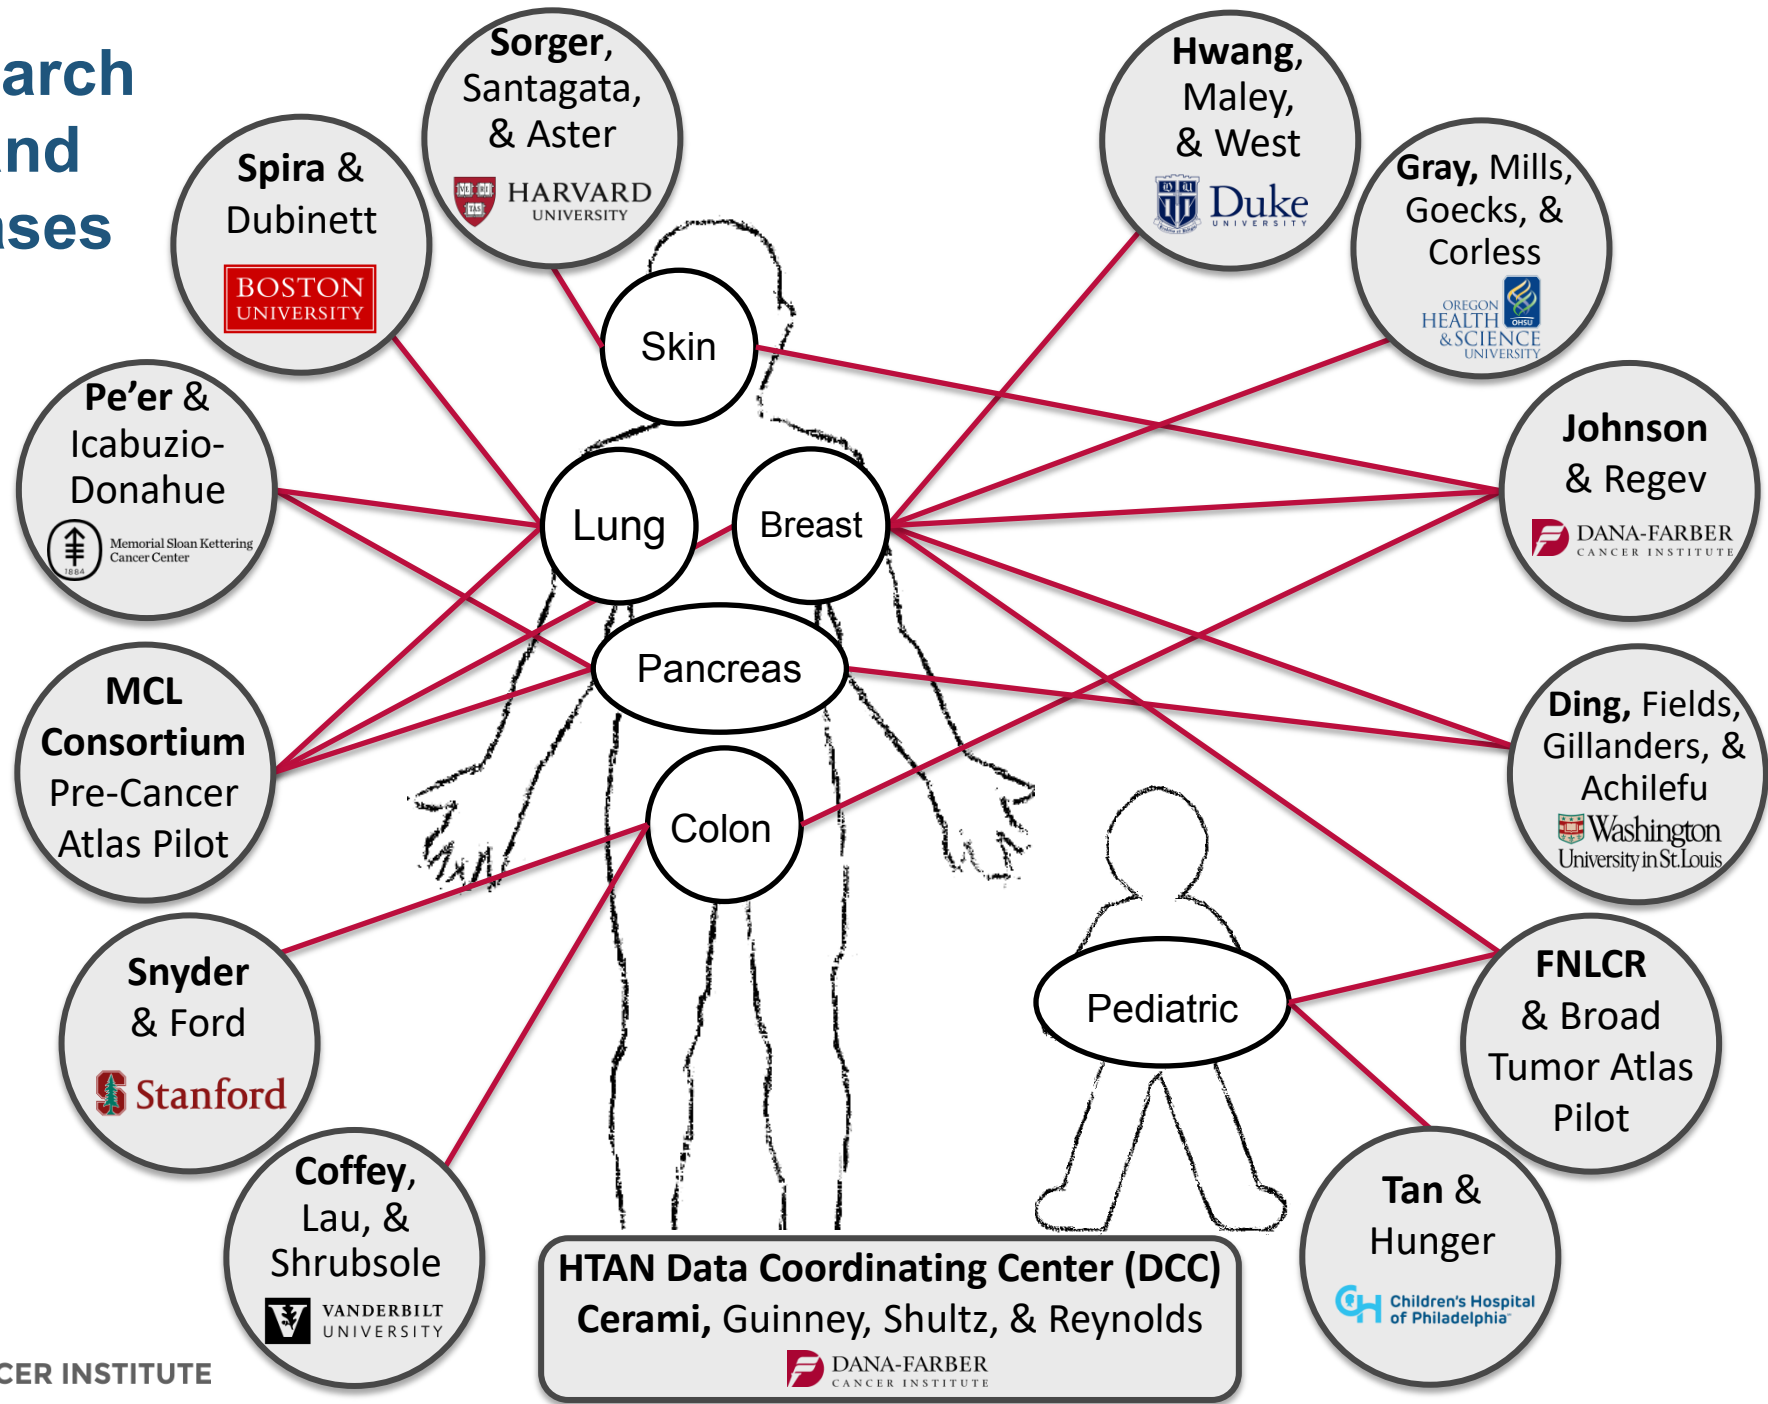 arch
and
ases
Sorger,
Santagata,
& Aster
HARVARD
UNIVERSITY
Spira &
Dubinett
BOSTON
UNIVERSITY
Pe’er &
Icabuzio-
Donahue
1884
Memorial Sloan Kettering
Cancer Center
MCL
Consortium
Pre-Cancer
Atlas Pilot
Snyder
& Ford
Stanford
Coffey,
Lau, &
Shrubsole
VANDERBILT
UNIVERSITY
Skin
Lung
Breast
Pancreas
Colon
Pediatric
Hwang,
Maley,
& West
Duke
UNIVERSITY
Gray, Mills,
Goecks, &
Corless
OREGON
HEALTH
& SCIENCE
UNIVERSITY
OHSU
Johnson
& Regev
DANA-FARBER
CANCER INSTITUTE
Ding, Fields,
Gillanders, &
Achilefu
Washington
University in St. Louis
FNLCR
& Broad
Tumor Atlas
Pilot
Tan &
Hunger
Children's Hospital
of Philadelphia
HTAN Data Coordinating Center (DCC)
Cerami, Guinney, Shultz, & Reynolds
DANA-FARBER
CANCER INSTITUTE
CER INSTITUTE